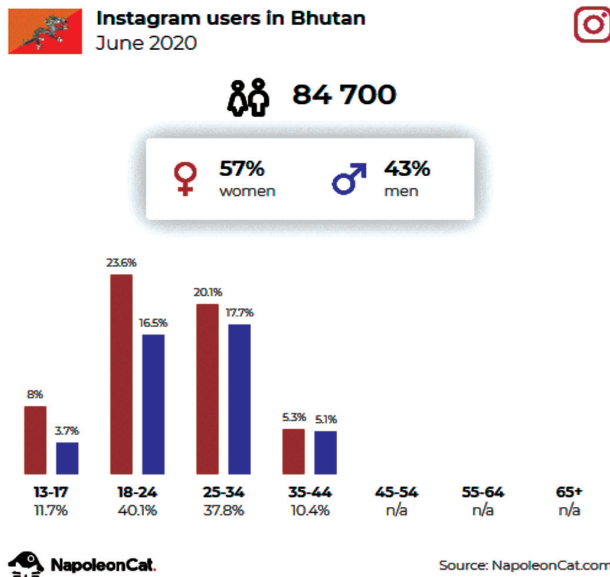 Instagram users in Bhutan
June 2020
84 700
57%
women
43%
men
8%
3.7%
23.6%
16.5%
20.1%
17.7%
5.3%
5.1%
13-17 18-24 25-34 35-44 45-54 55-64 65+
11.7% 40.1% 37.8% 10.4% n/a n/a n/a
NapoleonCat. Source: NapoleonCat.com